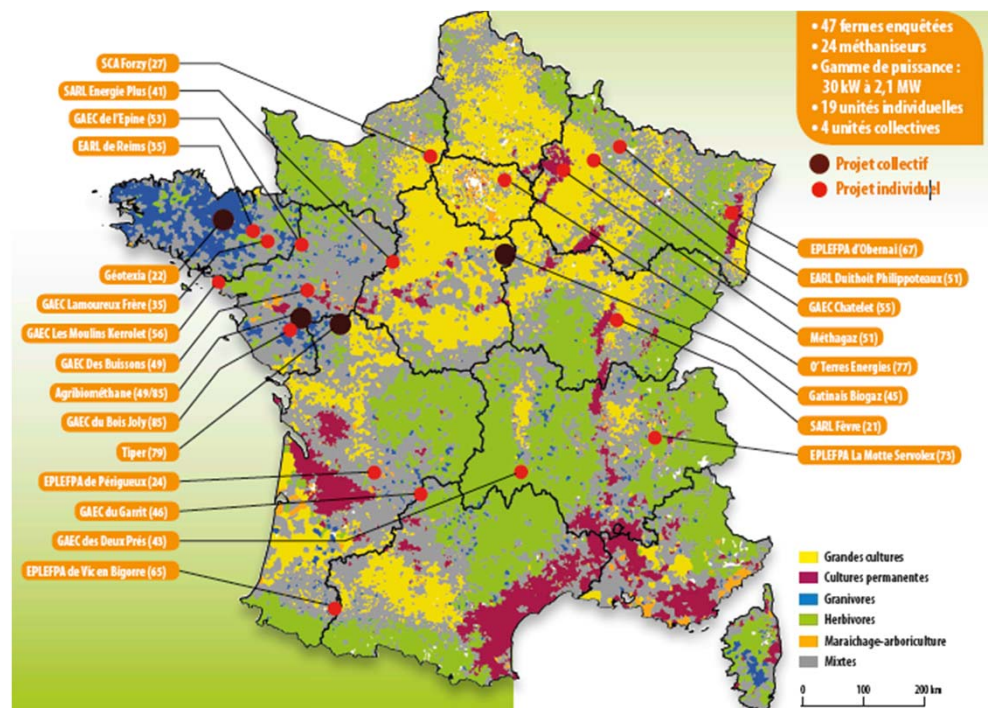 SCA Forzy (27)
SARL Energie Plus (41)
GAEC de l'Epine (53)
EARL de Reims (35)
Géotexia (22)
GAEC Lamoureux Frère (35)
GAEC Les Moulins Kerrolet (56)
GAEC Des Buissons (49)
Agribiométhane (49/85)
GAEC du Bois Joly (85)
Tiper (79)
EPLEFPA de Périgueux (24)
GAEC du Garrit (46)
GAEC des Deux Prés (43)
EPLEFPA de Vic en Bigorre (65)
• 47 fermes enquêtées
• 24 méthaniseurs
• Gamme de puissance :
30 kW à 2,1 MW
• 19 unités individuelles
• 4 unités collectives
Projet collectif
Projet individuel
EPLEFPA d'Obernai (67)
EARL Duithoit Philippoteaux (51)
GAEC Chatelet (55)
Méthagaz (51)
O'Terres Energies (77)
Gatinais Biogaz (45)
SARL Fèvre (21)
EPLEFPA La Motte Servolex (73)
Grandes cultures
Cultures permanentes
Granivores
Herbivores
Maraichage-arboriculture
Mixtes
0 100 200 km